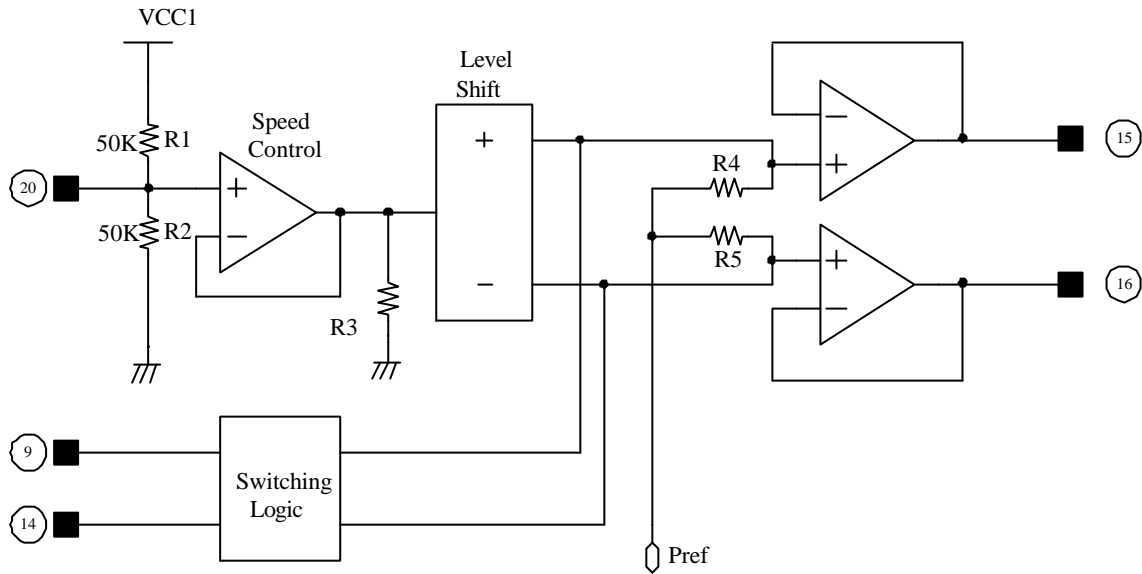 VCC1
Level
Shift
Speed
Control
50K
R1
+
−
15
20
+
+
R4
−
50K
R2
R5
+
R3
−
−
16
9
Switching
Logic
14
Pref